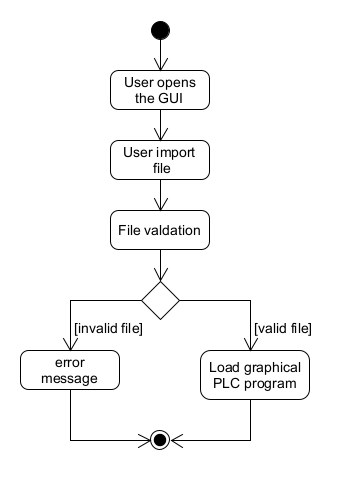 User opens
the GUI
User import
file
File valdation
[invalid file]
[valid file]
error
message
Load graphical
PLC program